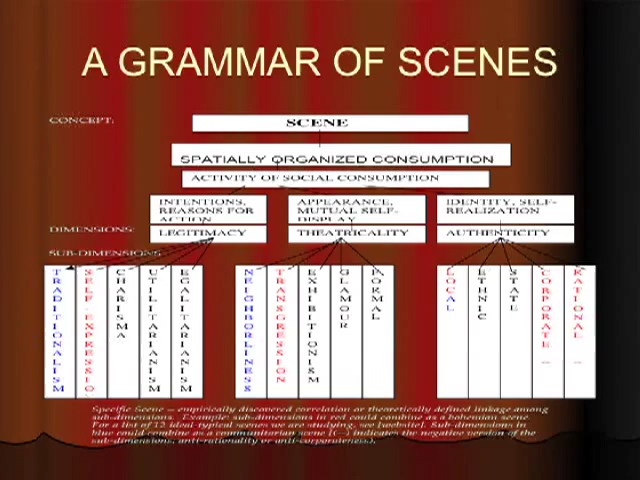 A GRAMMAR OF SCENES
CONCEPT:
SCENE
SPATIALLY ORGANIZED CONSUMPTION
ACTIVITY OF SOCIAL CONSUMPTION
INTENTIONS, REASONS FOR ACTION
APPEARANCE, MUTUAL SELF-DISPLAY
IDENTITY, SELF-REALIZATION
DIMENSIONS:
LEGITIMACY
THEATRICALITY
AUTHENTICITY
SUB-DIMENSIONS
TRADITIONALISM
SELF EXPRESSIO
CHARISMA
UTILITARIANISM
EGALITARIANISM
NEIGHBORLINESS
TRANSGRESSION
EXHIBITIONISM
GLAMOUR
FORMAL
LOCAL
ETHNIC
STATE
CORPORATE –
RATIONAL –
Specific Scene – empirically discovered correlation or theoretically defined linkage among
sub-dimensions. Example: sub-dimensions in red could combine as a bohemian scene.
For a list of 12 ideal-typical scenes we are studying, see [website]. Sub-dimensions in
blue could combine as a communitarian scene [(—) indicates the negative version of the
sub-dimensions, anti-rationality or anti-corporateness].